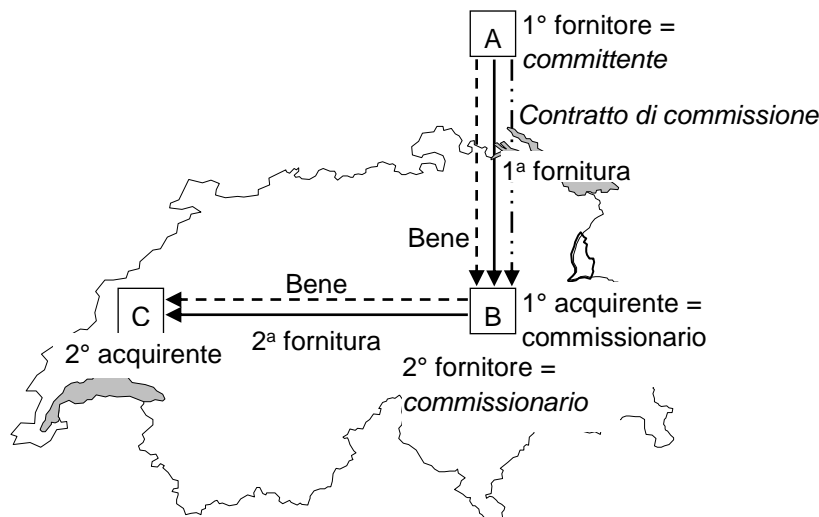 A
1° fornitore =
committente
Contratto di commissione
1ª fornitura
Bene
Bene
C
B
1° acquirente =
commissionario
2ª fornitura
2° acquirente
2° fornitore =
commissionario